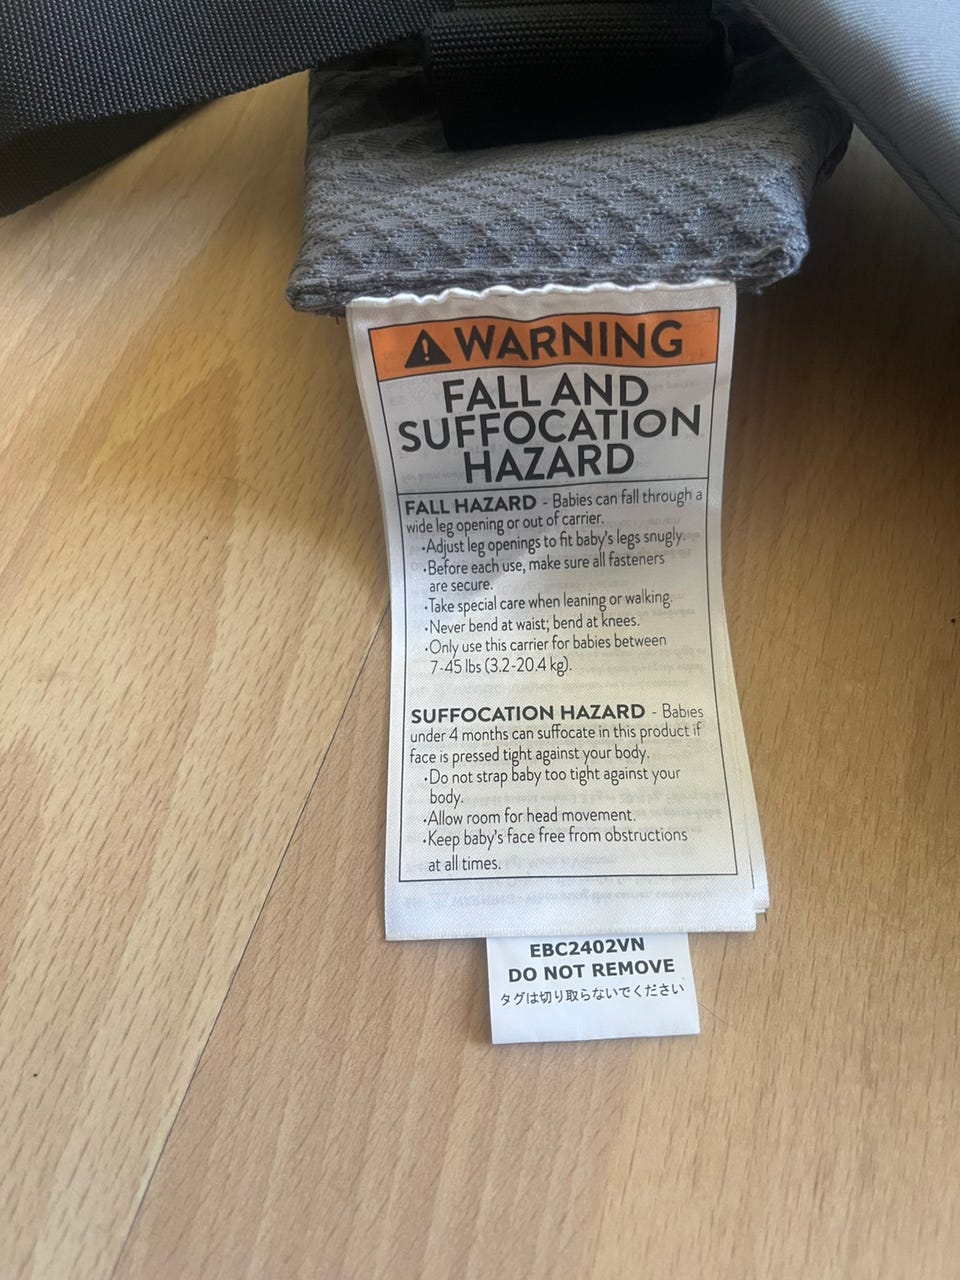 WARNING
FALL AND
SUFFOCATION
HAZARD
FALL HAZARD - Babies can fall through a
wide leg opening or out of carrier.
·Adjust leg openings to fit baby's legs snugly.
·Before each use, make sure all fasteners
are secure.
·Take special care when leaning or walking.
·Never bend at waist; bend at knees.
·Only use this carrier for babies between
7-45 lbs (3.2-20.4 kg).
SUFFOCATION HAZARD - Babies
under 4 months can suffocate in this product if
face is pressed tight against your body.
·Do not strap baby too tight against your
body.
·Allow room for head movement.
·Keep baby's face free from obstructions
at all times.
EBC2402VN
DO NOT REMOVE
タグは切り取らないでください